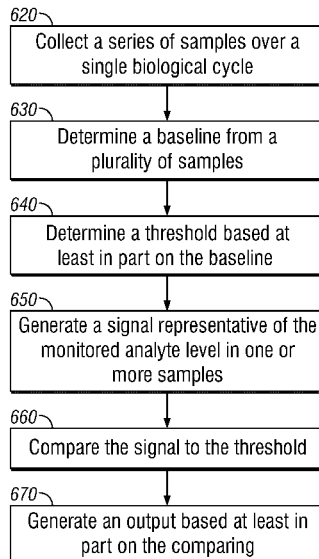 620
Collect a series of samples over a
single biological cycle
630
Determine a baseline from a
plurality of samples
640
Determine a threshold based at
least in part on the baseline
650
Generate a signal representative of the
monitored analyte level in one or
more samples
660
Compare the signal to the threshold
670
Generate an output based at least in
part on the comparing